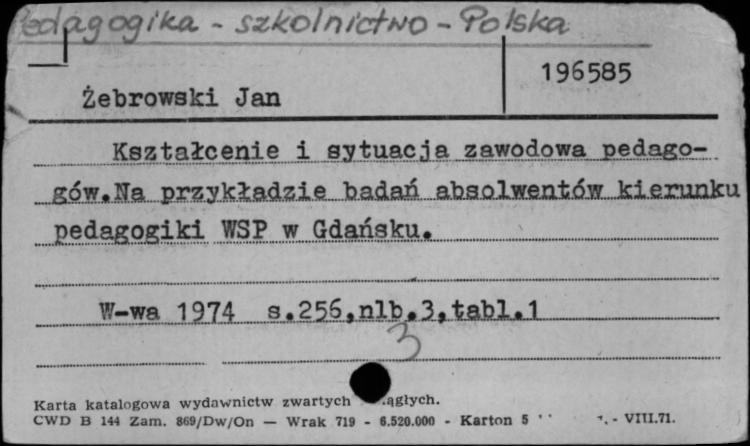 Pedagogika - szkolnictwo - Polska
196585
Żebrowski Jan
Kształcenie i sytuacja zawodowa pedago-
gów.Na przykładzie badań absolwentów kierunku
pedagogiki WSP w Gdańsku.
W-wa 1974 s.256,nlb.3,tabl.1
3
Karta katalogowa wydawnictw zwartych ągłych.
CWD B 144 Zam. 869/Dw/On — Wrak 719 - 6.520.000 - Karton 5 - VIII.71.